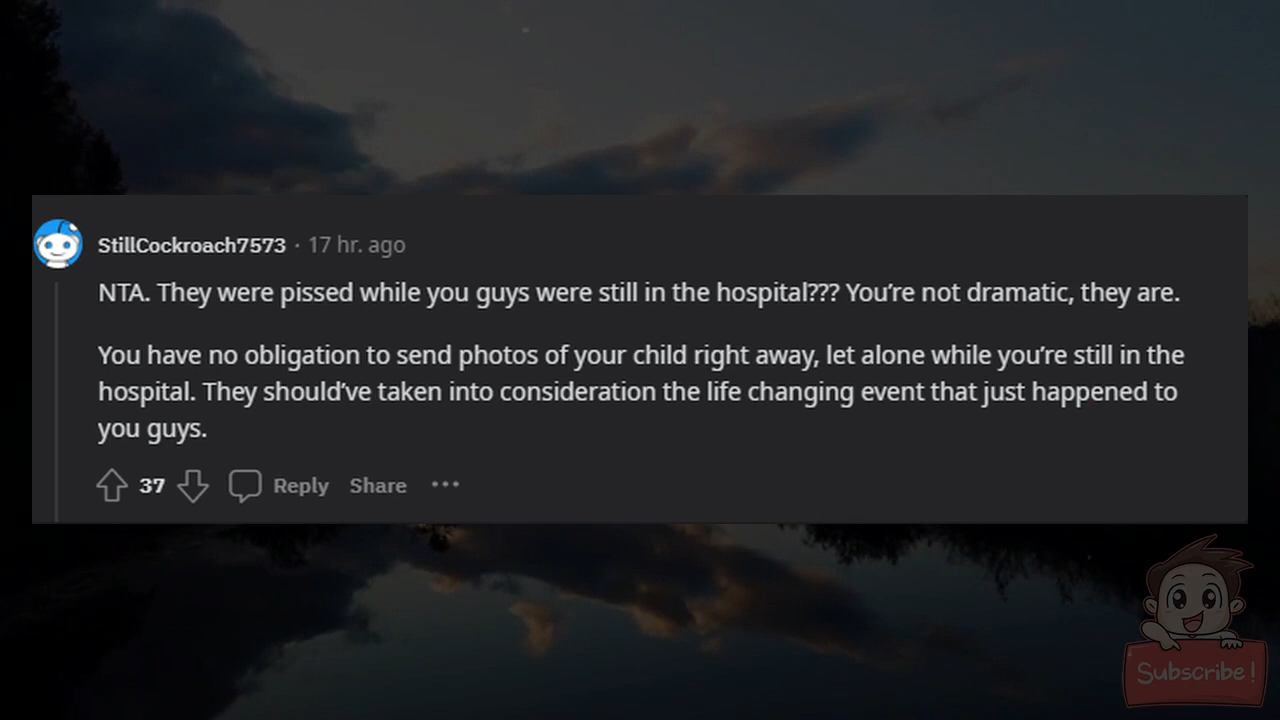 StillCockroach7573 · 17 hr. ago
NTA. They were pissed while you guys were still in the hospital??? You’re not dramatic, they are.
You have no obligation to send photos of your child right away, let alone while you’re still in the
hospital. They should’ve taken into consideration the life changing event that just happened to
you guys.
37 Reply Share ···
Subscribe!